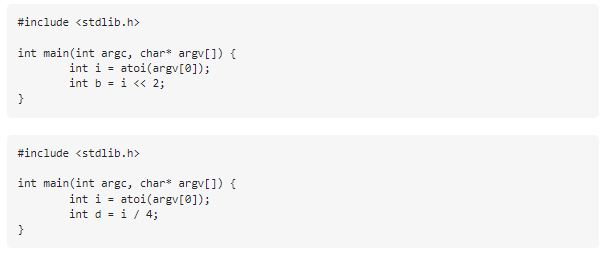 #include <stdlib.h>
int main(int argc, char* argv[]) {
        int i = atoi(argv[0]);
        int b = i << 2;
}
#include <stdlib.h>
int main(int argc, char* argv[]) {
        int i = atoi(argv[0]);
        int d = i / 4;
}